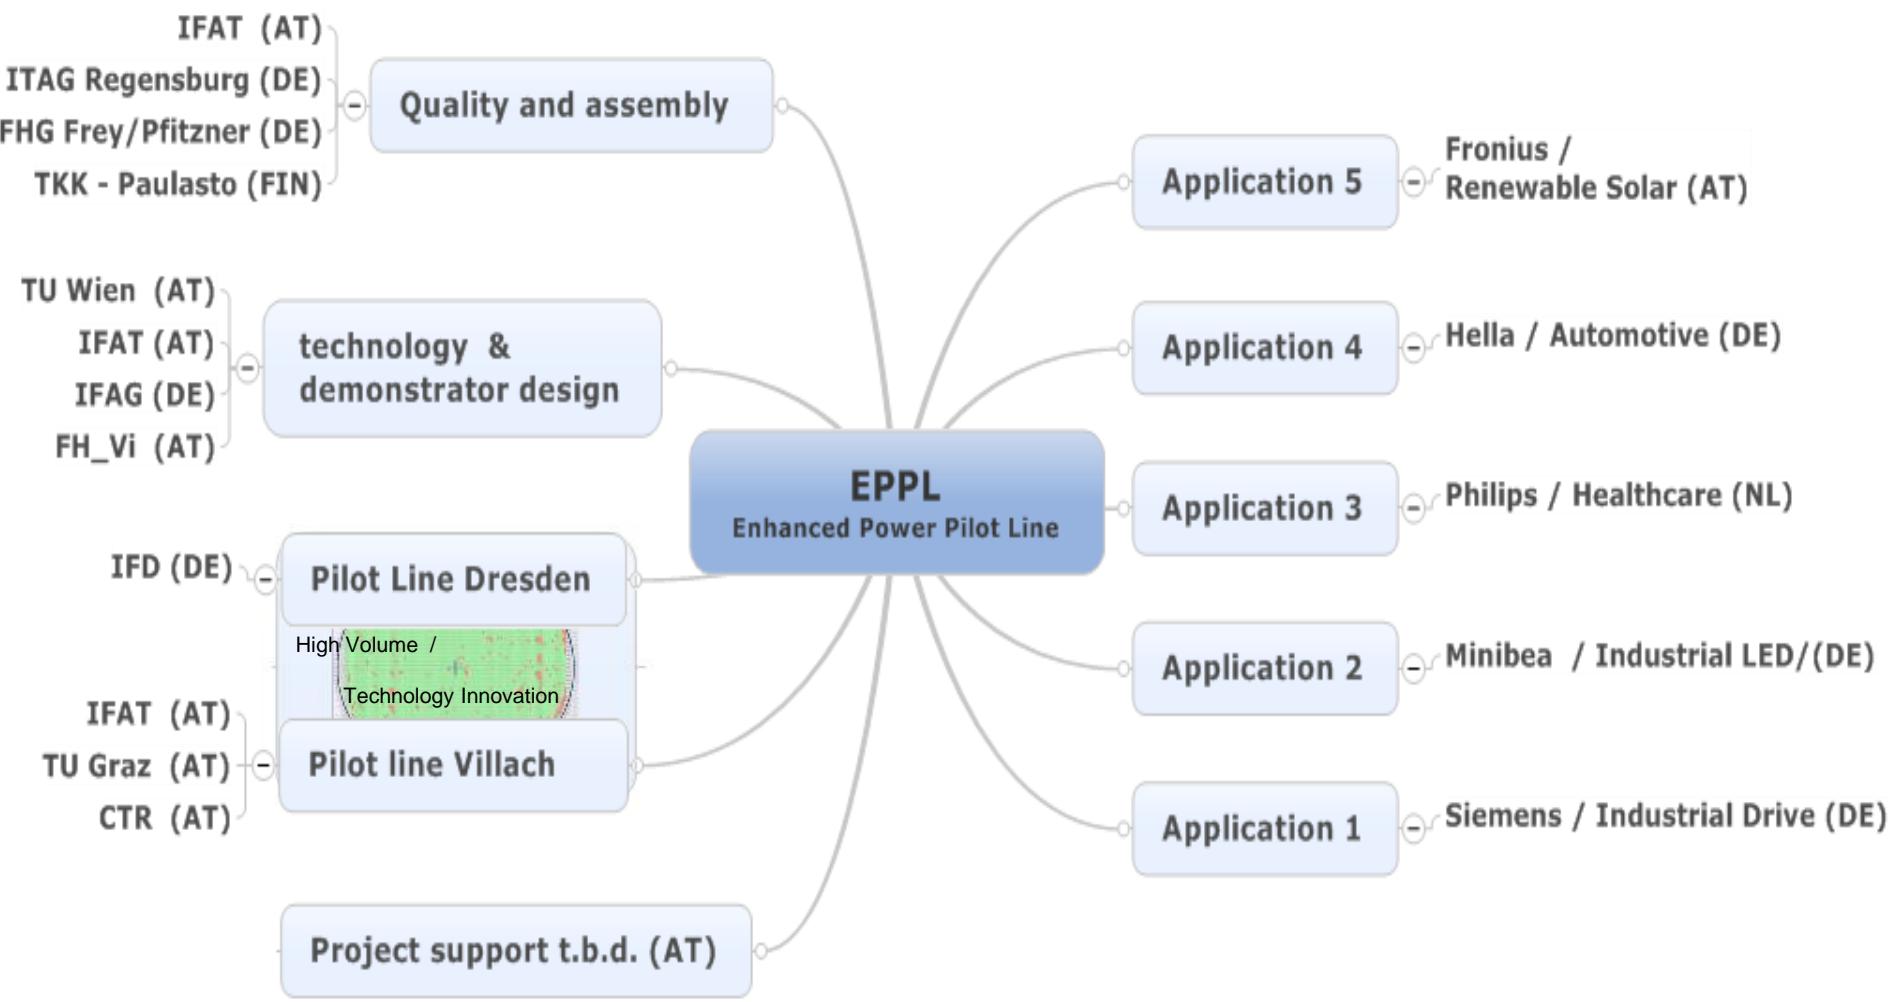 IFAT (AT)
ITAG Regensburg (DE)
FHG Frey/Pfitzner (DE)
TKK - Paulasto (FIN)
Quality and assembly
TU Wien (AT)
IFAT (AT)
IFAG (DE)
FH_Vi (AT)
technology &
demonstrator design
IFD (DE)
Pilot Line Dresden
High Volume /
Technology Innovation
IFAT (AT)
TU Graz (AT)
CTR (AT)
Pilot line Villach
Project support t.b.d. (AT)
EPPL
Enhanced Power Pilot Line
Application 5
Fronius /
Renewable Solar (AT)
Application 4
Hella / Automotive (DE)
Application 3
Philips / Healthcare (NL)
Application 2
Minibea / Industrial LED/(DE)
Application 1
Siemens / Industrial Drive (DE)